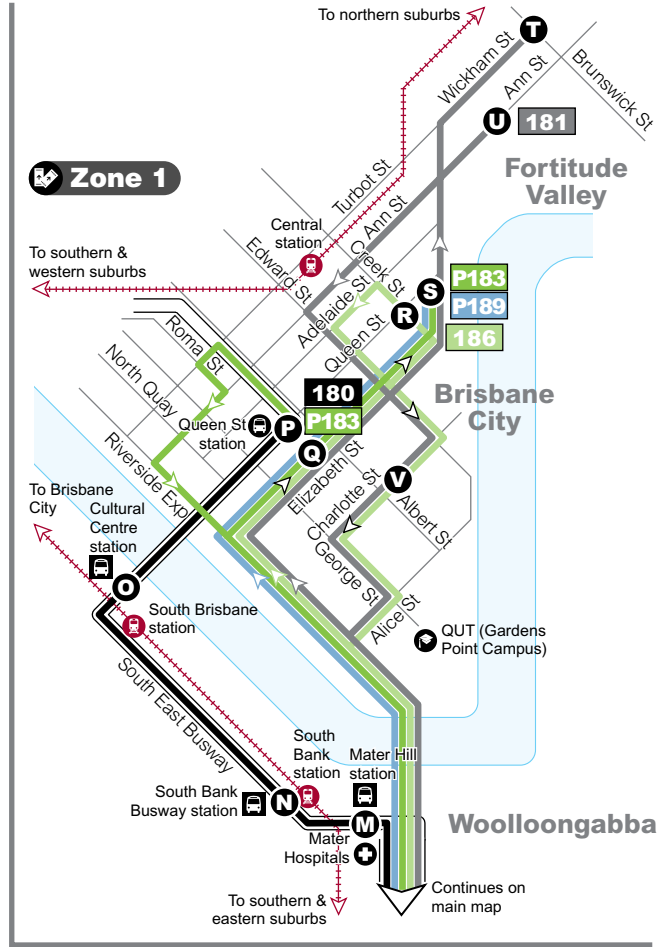 To northern suburbs
T
Wickham St
Ann St
Brunswick St
U
181
Zone 1
Fortitude
Valley
Turbot St
Ann St
Central
station
To southern &
western suburbs
Edward St
Creek St
Adelaide St
Queen St
S
P183
R
P189
186
Roma St
North Quay
180
P183
Brisbane
City
Queen St
station
P
Q
Riverside Exp
Elizabeth St
Charlotte St
V
Albert St
To Brisbane
City
Cultural
Centre
station
O
George St
Alice St
South Brisbane
station
QUT (Gardens
Point Campus)
South East Busway
South
Bank
station
Mater Hill
station
South Bank
Busway station
N
M
Woolloongabba
Mater
Hospitals
To southern &
eastern suburbs
Continues on
main map